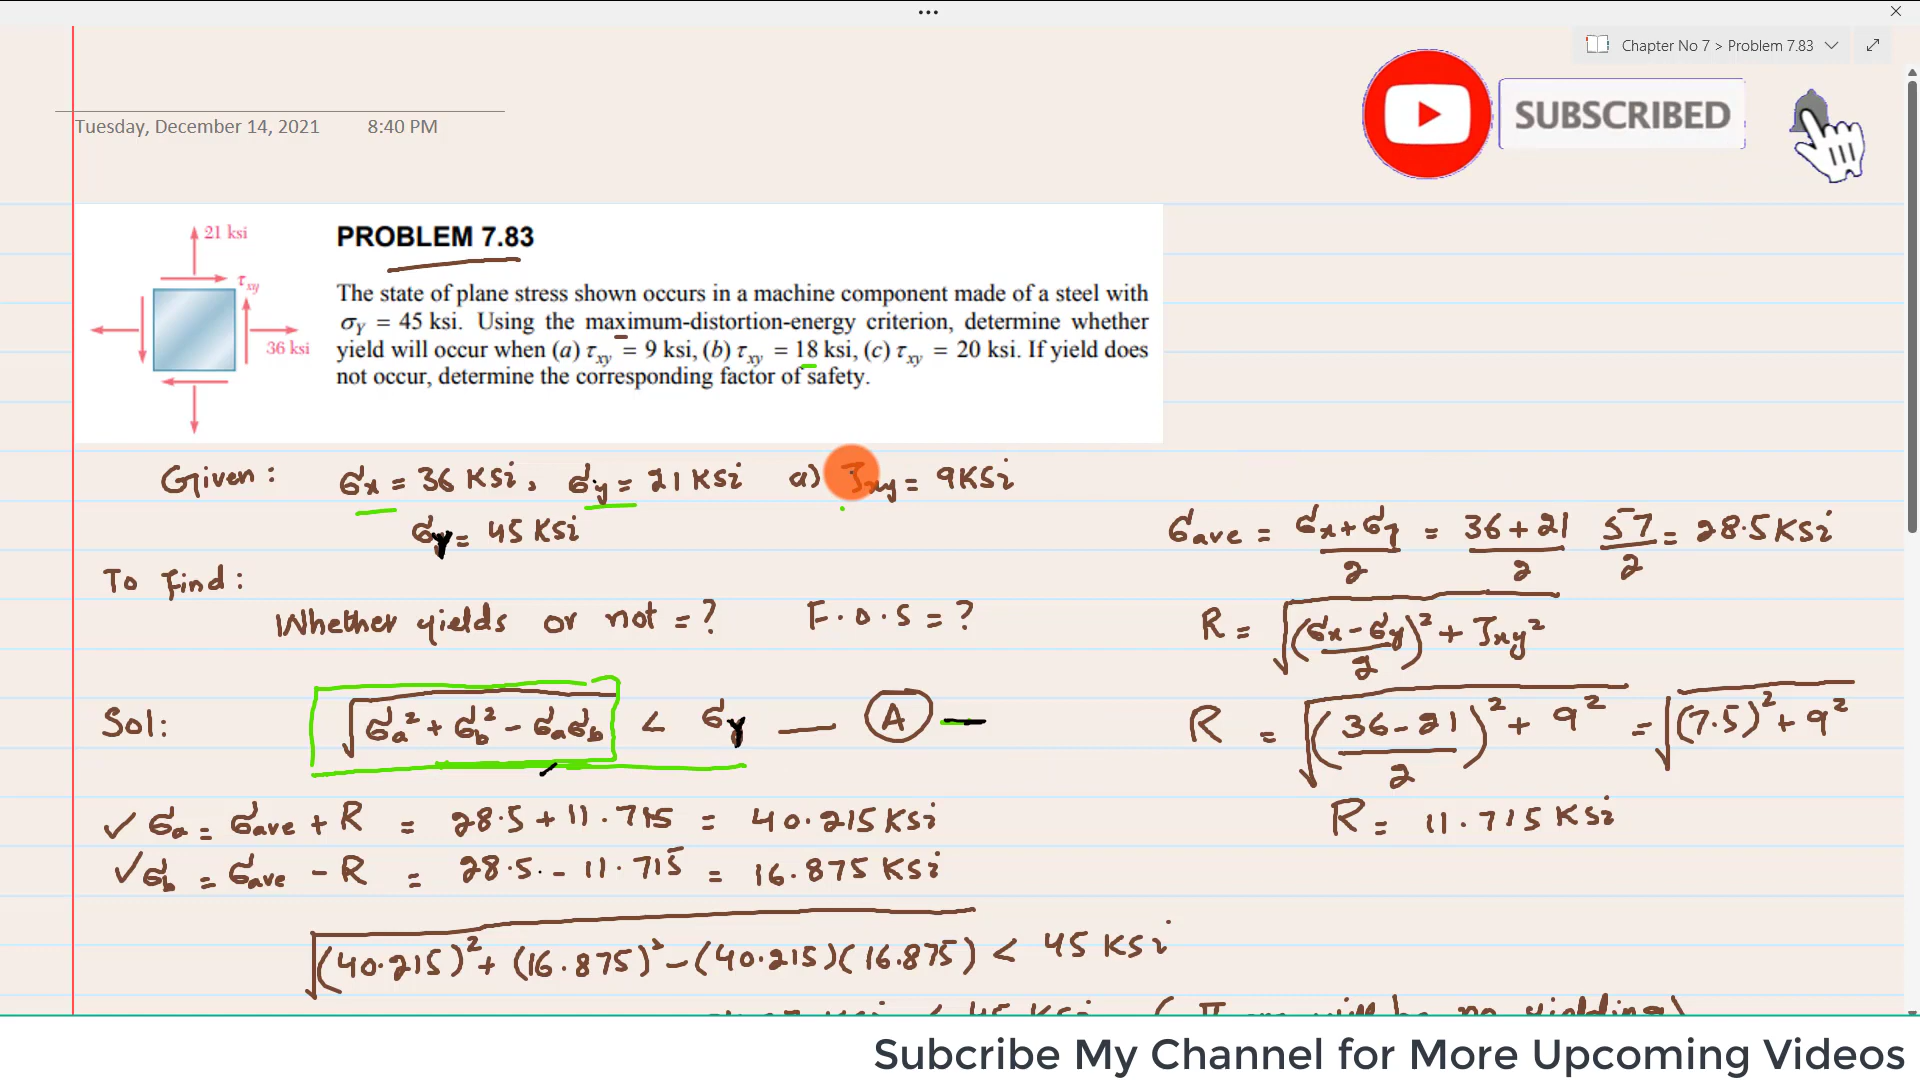 Chapter No 7 > Problem 7.83
SUBSCRIBED
Tuesday, December 14, 2021 8:40 PM
21 ksi
τxy
36 ksi
PROBLEM 7.83
The state of plane stress shown occurs in a machine component made of a steel with
σY = 45 ksi. Using the maximum-distortion-energy criterion, determine whether
yield will occur when (a) τxy = 9 ksi, (b) τxy = 18 ksi, (c) τxy = 20 ksi. If yield does
not occur, determine the corresponding factor of safety.
Given: σx = 36 Ksi, σy = 21 Ksi a) τxy = 9 Ksi
σY = 45 Ksi
To find:
Whether yields or not = ? F.O.S = ?
Sol: √(σa² + σb² - σaσb) < σY — A
✓ σa = σave + R = 28.5 + 11.715 = 40.215 Ksi
✓ σb = σave - R = 28.5 - 11.715 = 16.875 Ksi
√((40.215)² + (16.875)² - (40.215)(16.875)) < 45 Ksi
σave = (σx + σy)/2 = (36 + 21)/2 57/2 = 28.5 Ksi
R = √(((σx - σy)/2)² + τxy²)
R = √(((36 - 21)/2)² + 9²) = √((7.5)² + 9²)
R = 11.715 Ksi
Subcribe My Channel for More Upcoming Videos